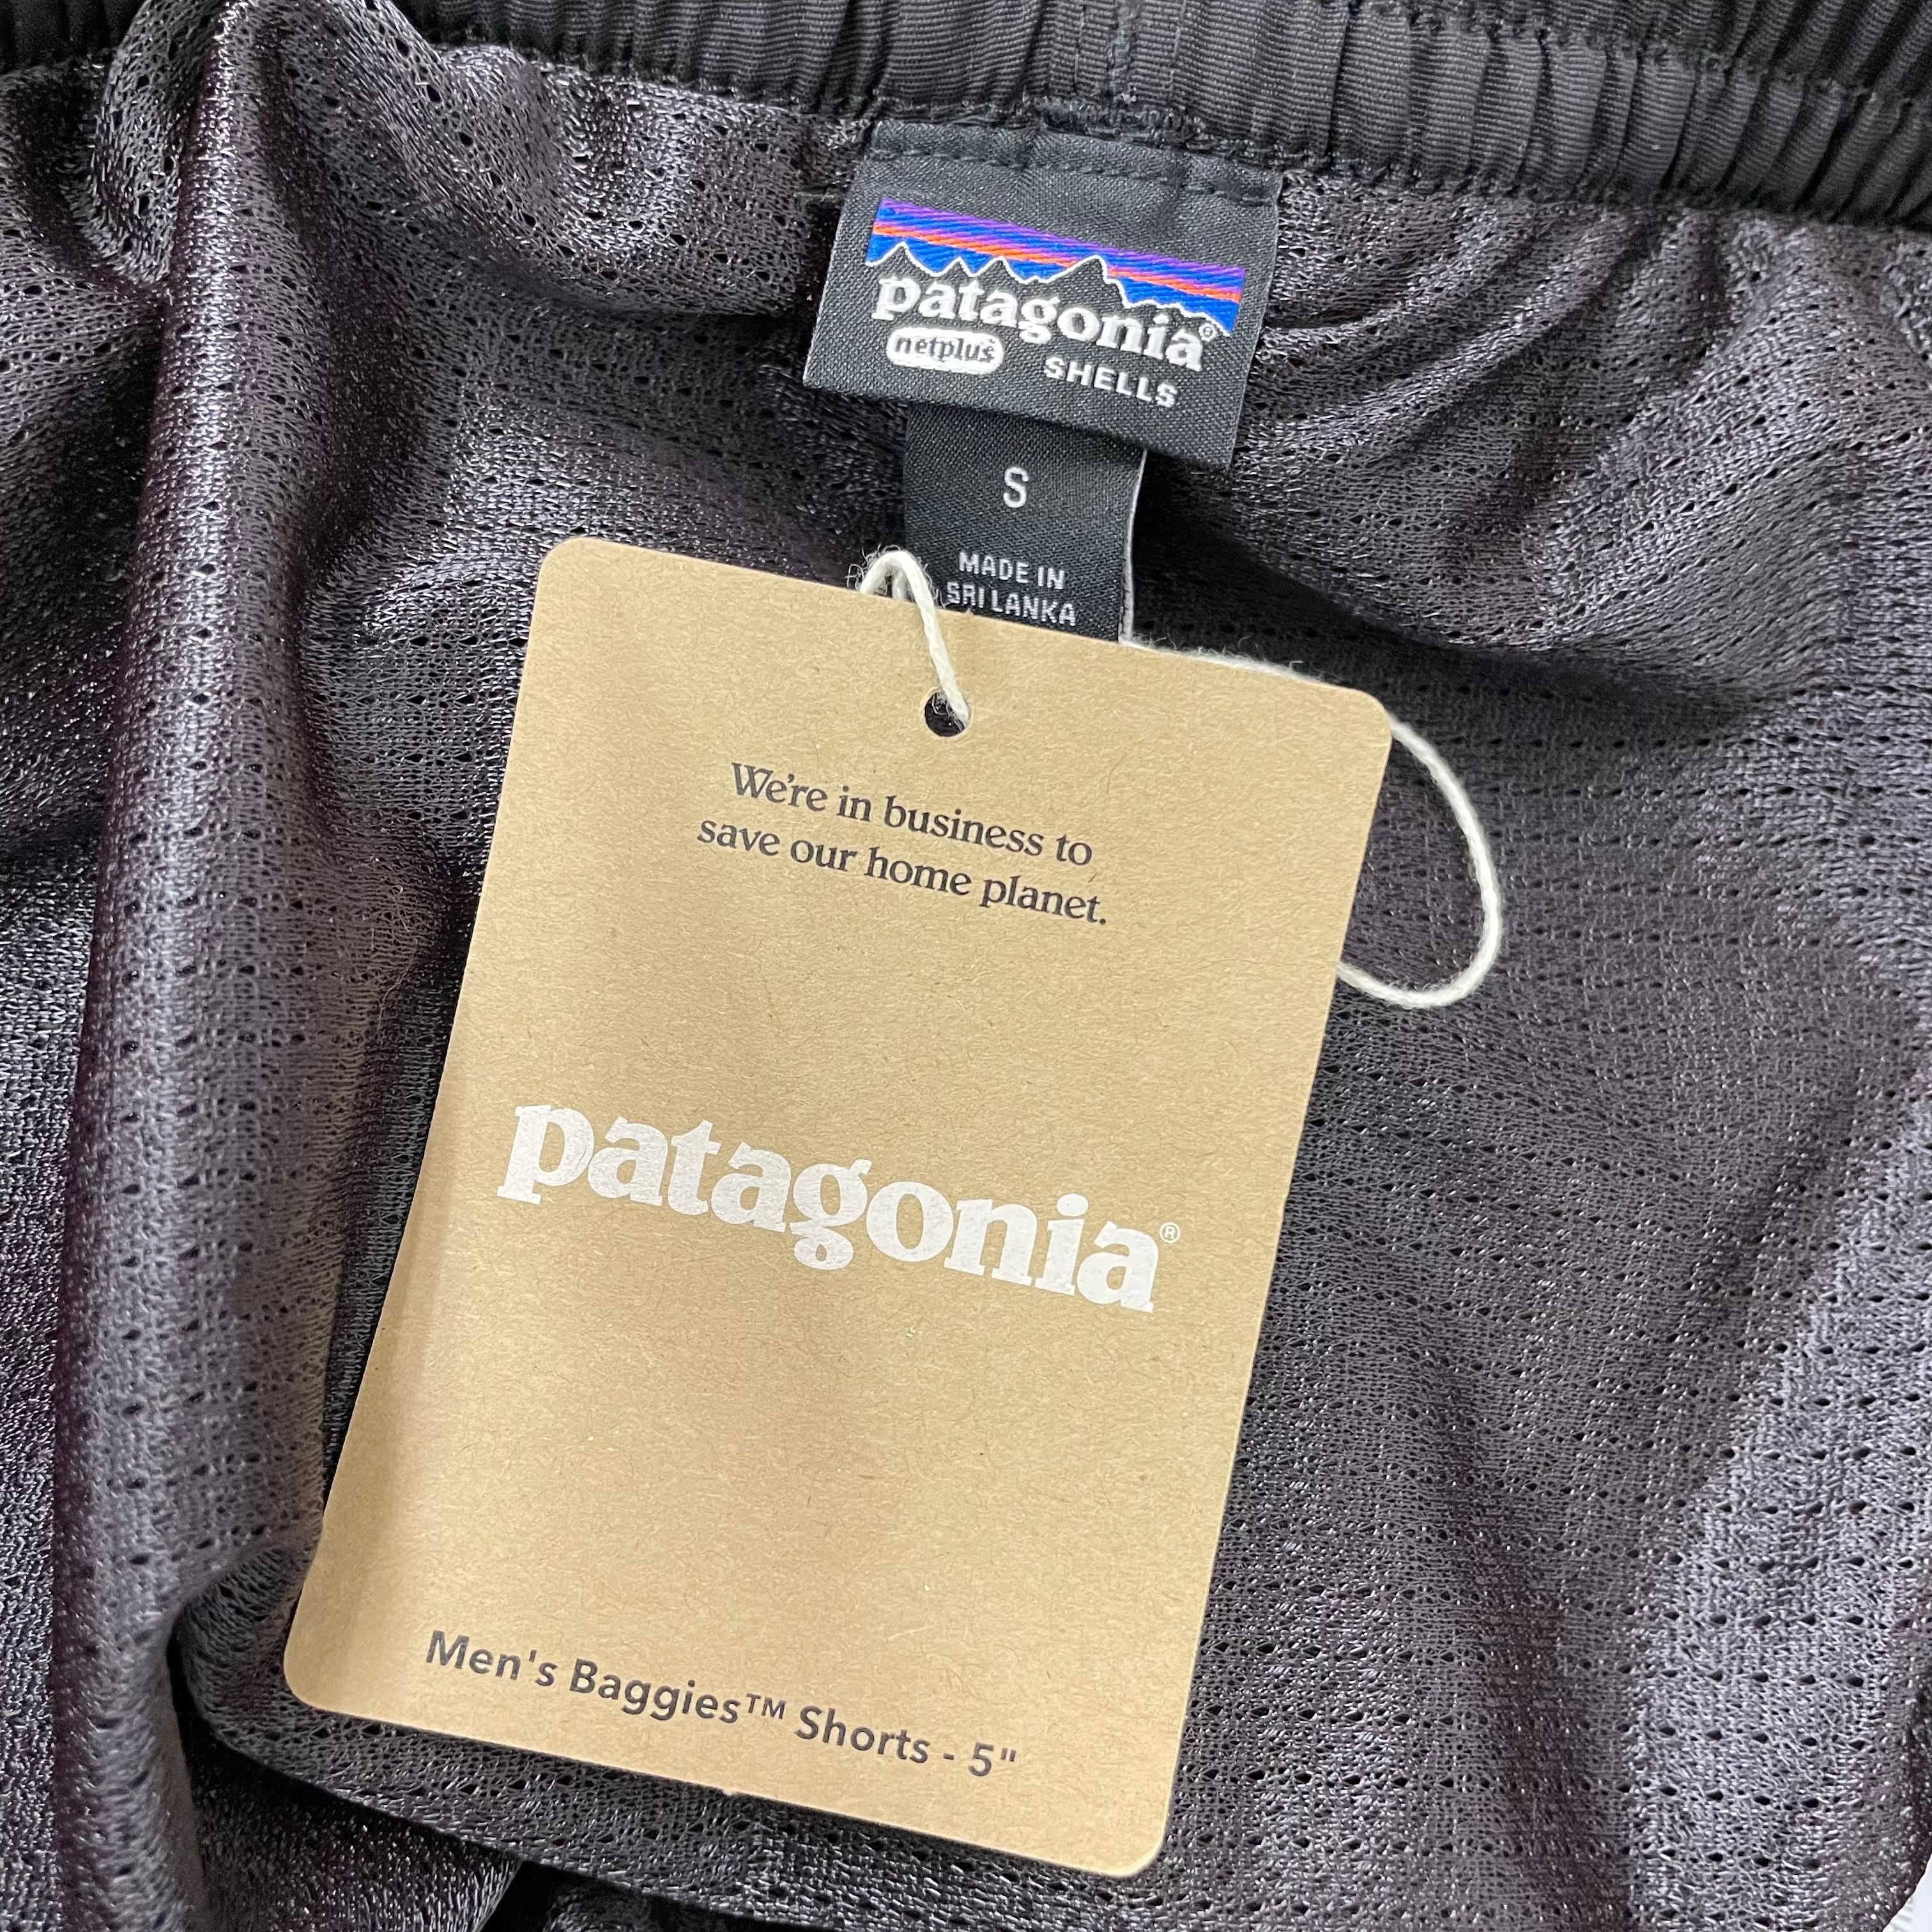 patagonia®
netplus® SHELLS
S
MADE IN
SRI LANKA
We're in business to
save our home planet.
patagonia®
Men's Baggies™ Shorts - 5"